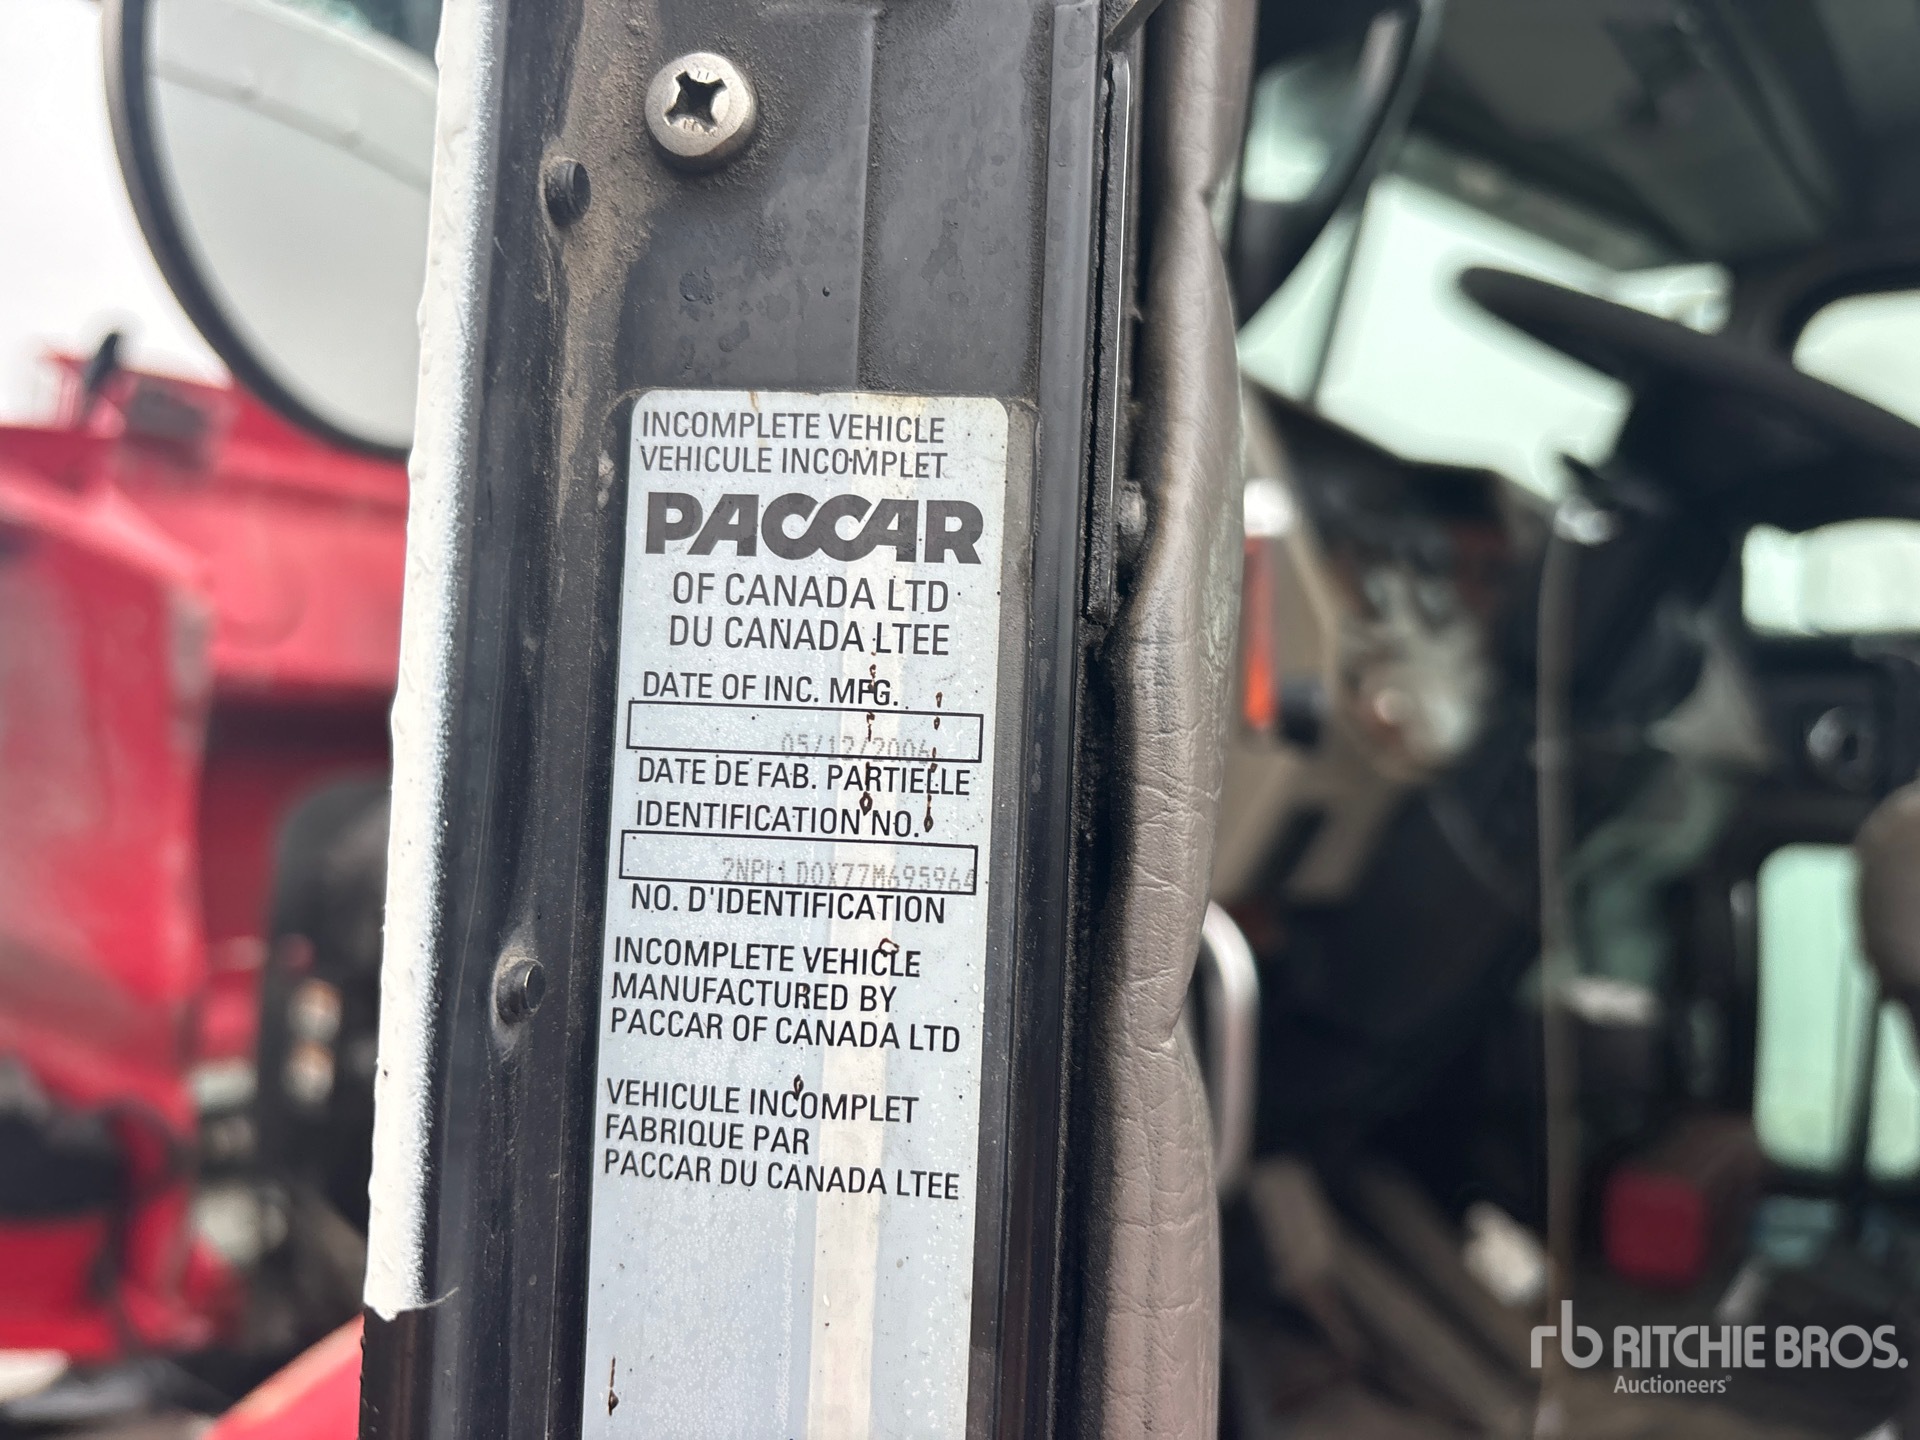 INCOMPLETE VEHICLE
VEHICULE INCOMPLET
PACCAR
OF CANADA LTD
DU CANADA LTEE
DATE OF INC. MFG.
05/12/2006
DATE DE FAB. PARTIELLE
IDENTIFICATION NO.
2NPLLD0X77M695964
NO. D'IDENTIFICATION
INCOMPLETE VEHICLE
MANUFACTURED BY
PACCAR OF CANADA LTD
VEHICULE INCOMPLET
FABRIQUE PAR
PACCAR DU CANADA LTEE
rb RITCHIE BROS.
Auctioneers